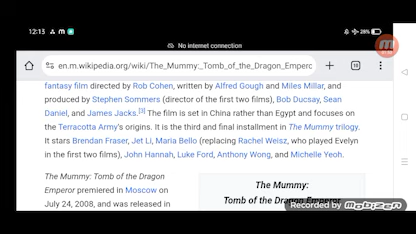 12:13
28%
No internet connection
en.m.wikipedia.org/wiki/The_Mummy:_Tomb_of_the_Dragon_Emperc
fantasy film directed by Rob Cohen, written by Alfred Gough and Miles Millar, and
produced by Stephen Sommers (director of the first two films), Bob Ducsay, Sean
Daniel, and James Jacks.[3] The film is set in China rather than Egypt and focuses on
the Terracotta Army's origins. It is the third and final installment in The Mummy trilogy.
It stars Brendan Fraser, Jet Li, Maria Bello (replacing Rachel Weisz, who played Evelyn
in the first two films), John Hannah, Luke Ford, Anthony Wong, and Michelle Yeoh.
The Mummy: Tomb of the Dragon
Emperor premiered in Moscow on
July 24, 2008, and was released in
The Mummy:
Tomb of the Dragon Emperor
Recorded by mobizen